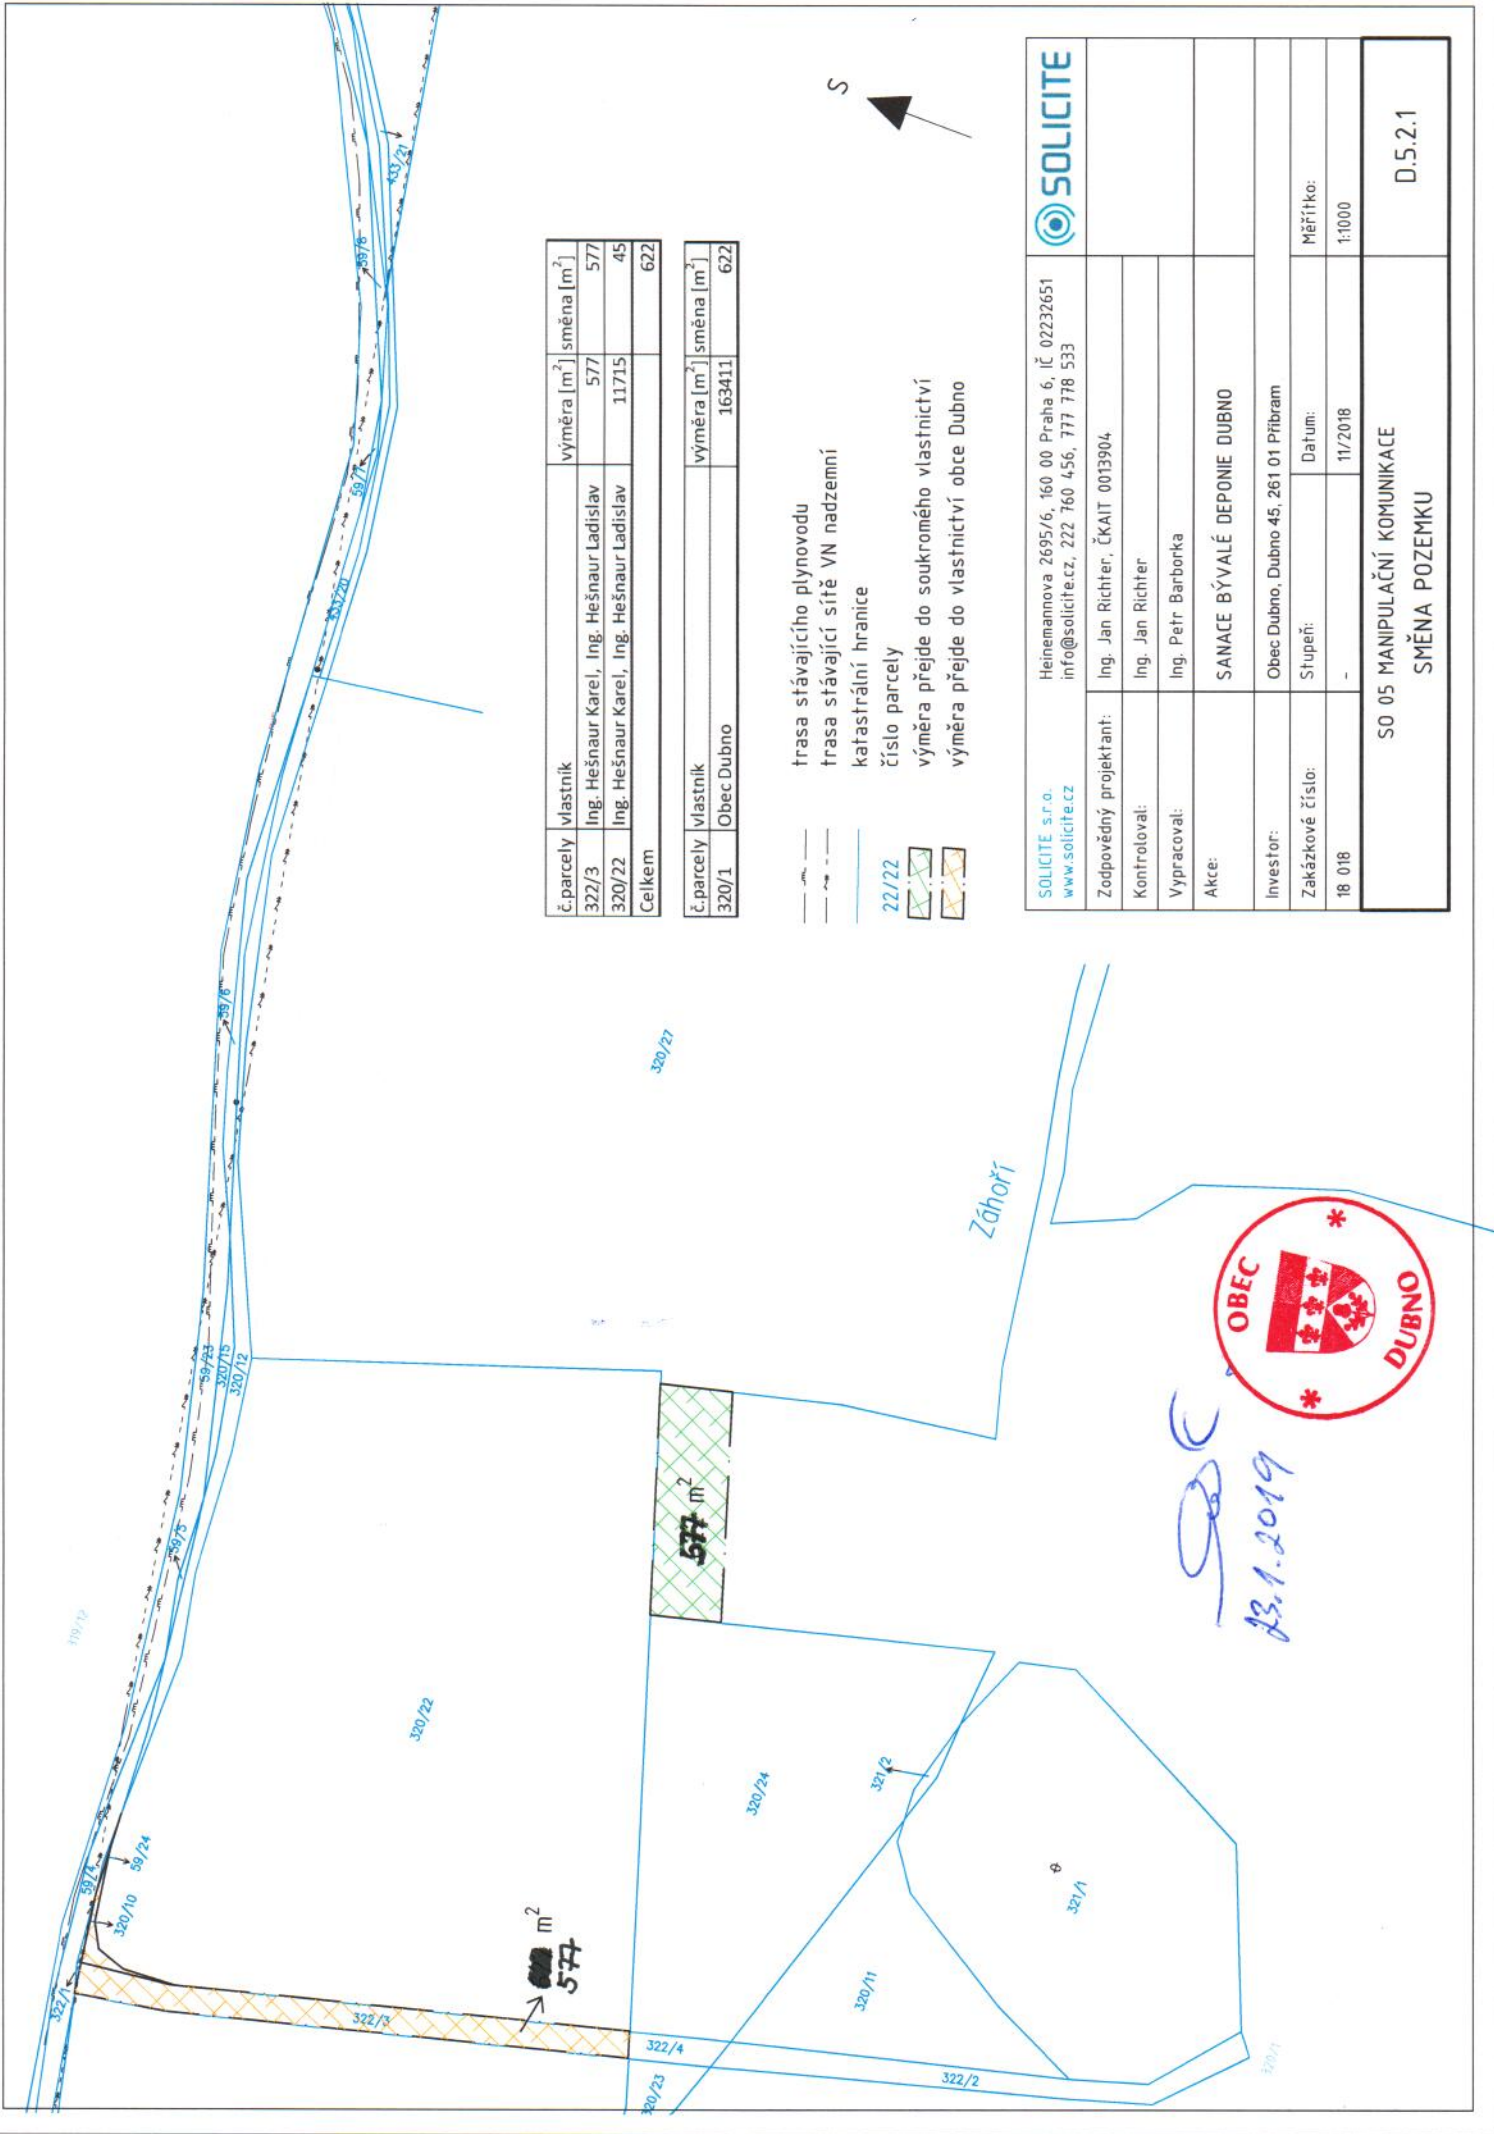 S
č.parcely vlastník výměra [m²] směna [m²]
322/3 Ing. Hešnaur Karel, Ing. Hešnaur Ladislav 577 577
320/22 Ing. Hešnaur Karel, Ing. Hešnaur Ladislav 11715 45
Celkem 622
č.parcely vlastník výměra [m²] směna [m²]
320/1 Obec Dubno 163411 622
trasa stávajícího plynovodu
trasa stávající sítě VN nadzemní
katastrální hranice
22/22 číslo parcely
výměra přejde do soukromého vlastnictví
výměra přejde do vlastnictví obce Dubno
SOLICITE s.r.o. Heinemannova 2695/6, 160 00 Praha 6, IČ 02232651
www.solicite.cz info@solicite.cz, 222 760 456, 777 778 533
SOLICITE
Zodpovědný projektant: Ing. Jan Richter, ČKAIT 0013904
Kontroloval: Ing. Jan Richter
Vypracoval: Ing. Petr Barborka
Akce: SANACE BÝVALÉ DEPONIE DUBNO
Investor: Obec Dubno, Dubno 45, 261 01 Příbram
Zakázkové číslo: Stupeň: Datum: Měřítko:
18 018 - 11/2018 1:1000
SO 05 MANIPULAČNÍ KOMUNIKACE
SMĚNA POZEMKU
D.5.2.1
319/12
322/1
59/4
320/10
59/24
59/5
59/23
320/15
320/12
59/6
433/20
59/7
59/8
433/21
322/3
m²
577
320/22
320/27
577 m²
Záhoří
320/24
321/2
320/11
321/1
322/4
320/23
322/2
320/1
23.1.2019
OBEC
DUBNO